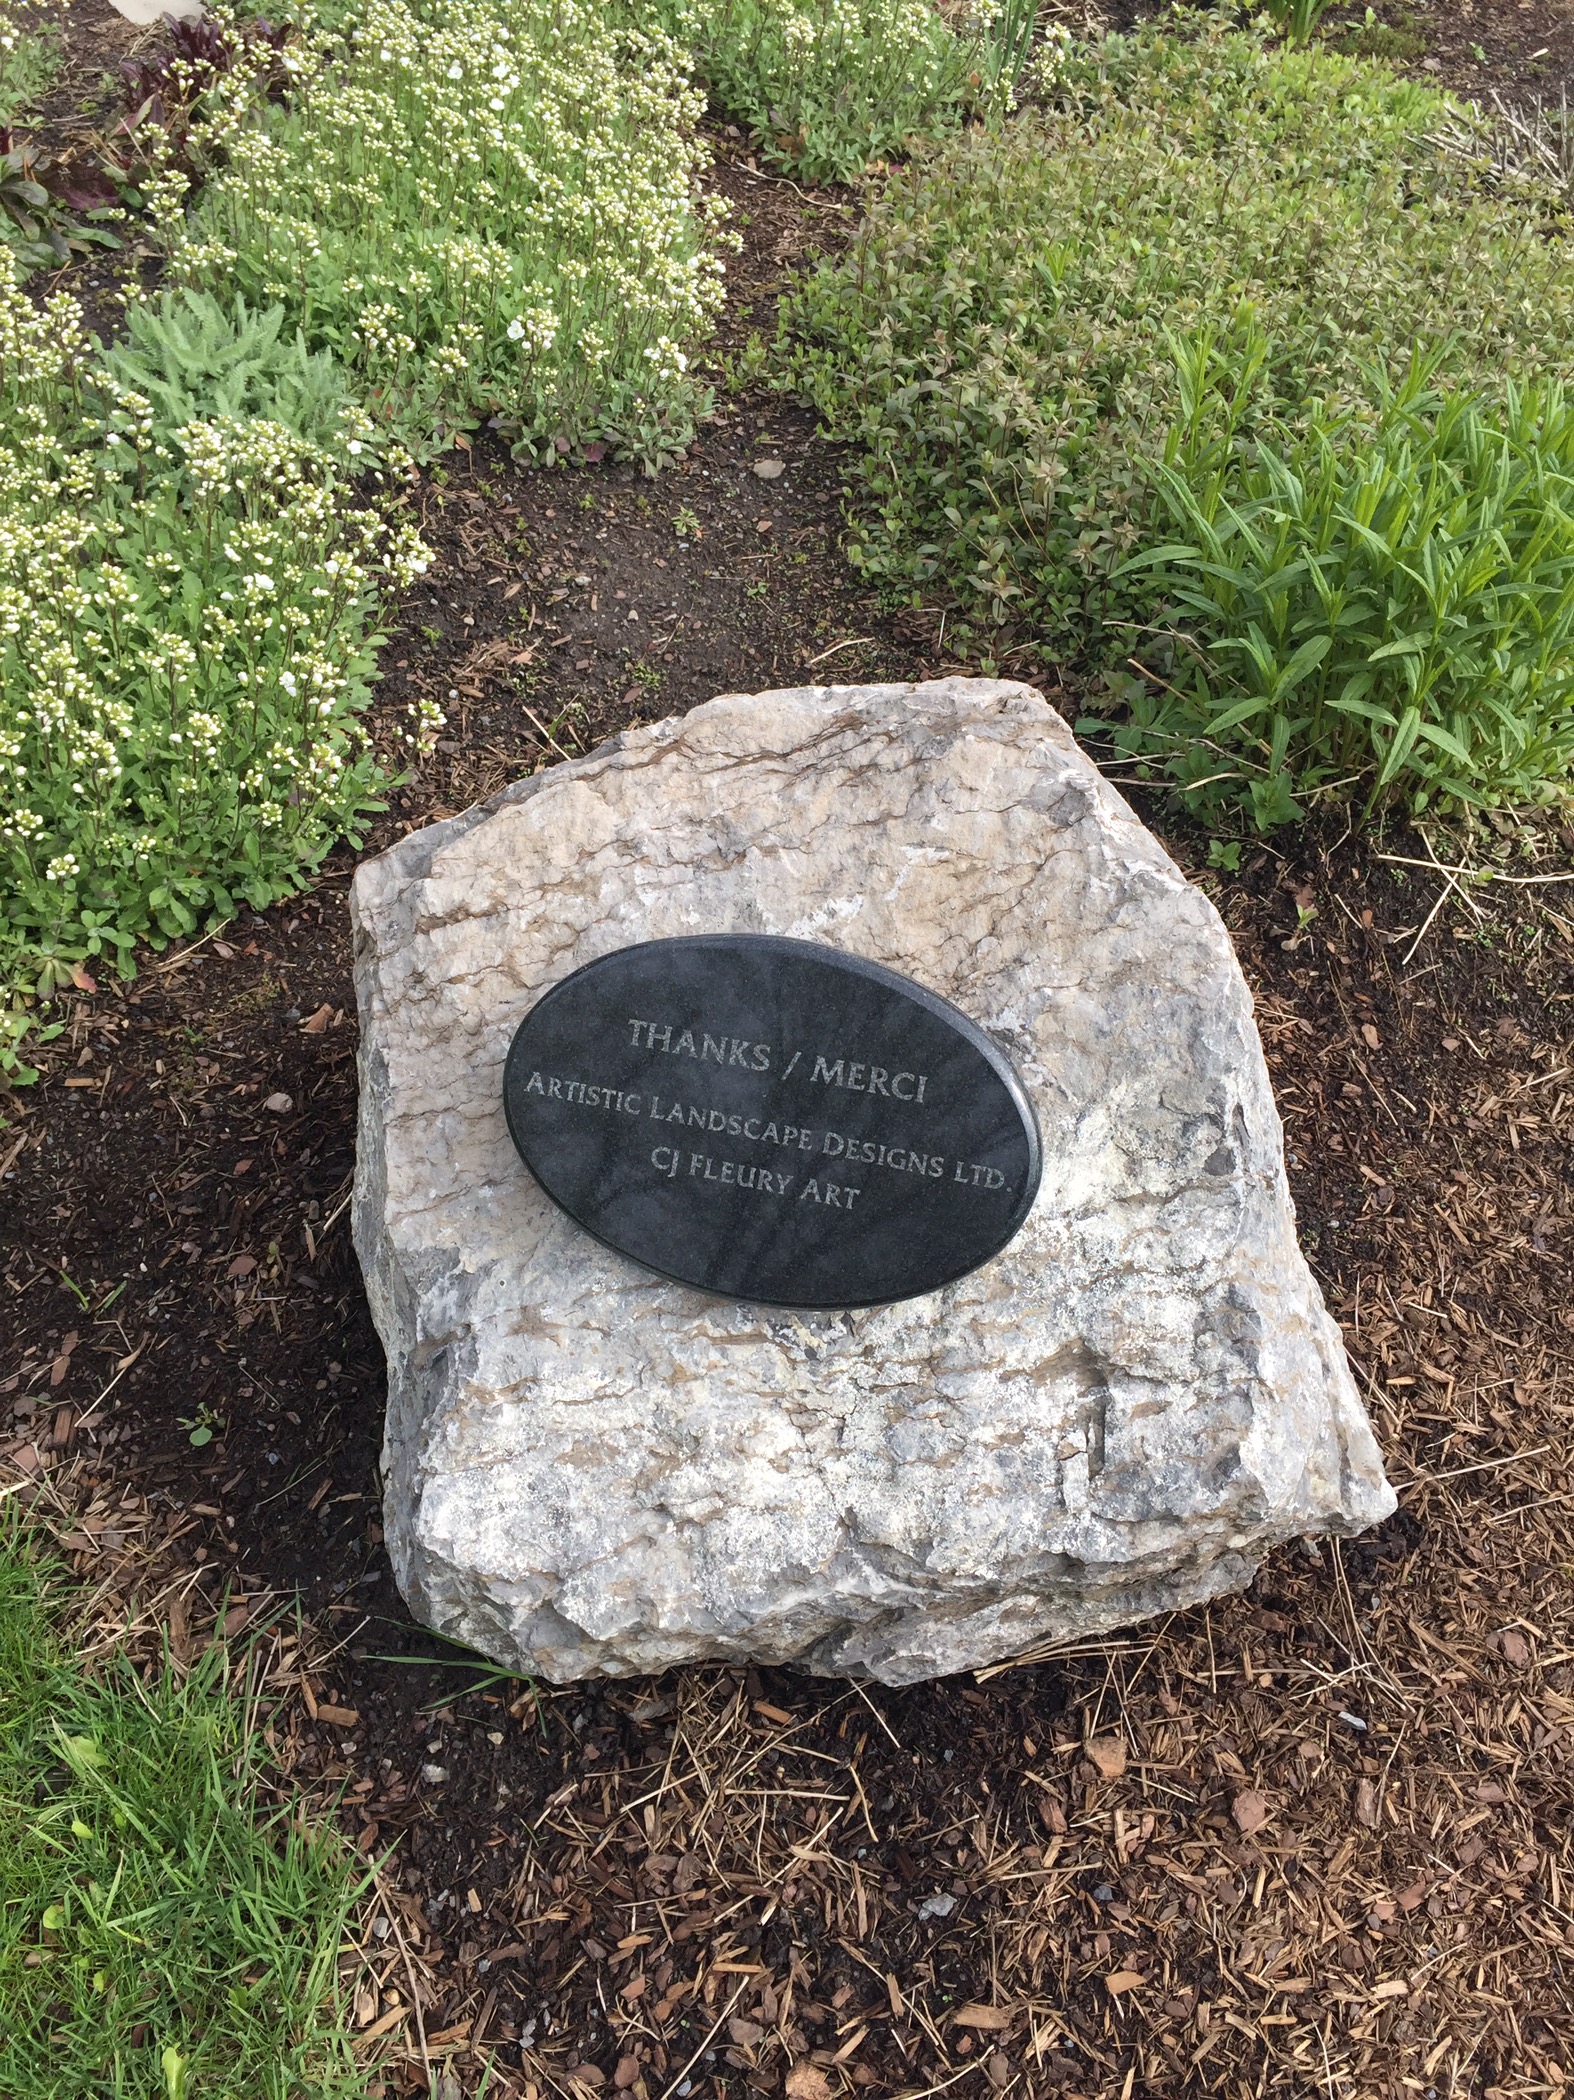 THANKS / MERCI
ARTISTIC LANDSCAPE DESIGNS LTD.
CJ FLEURY ART